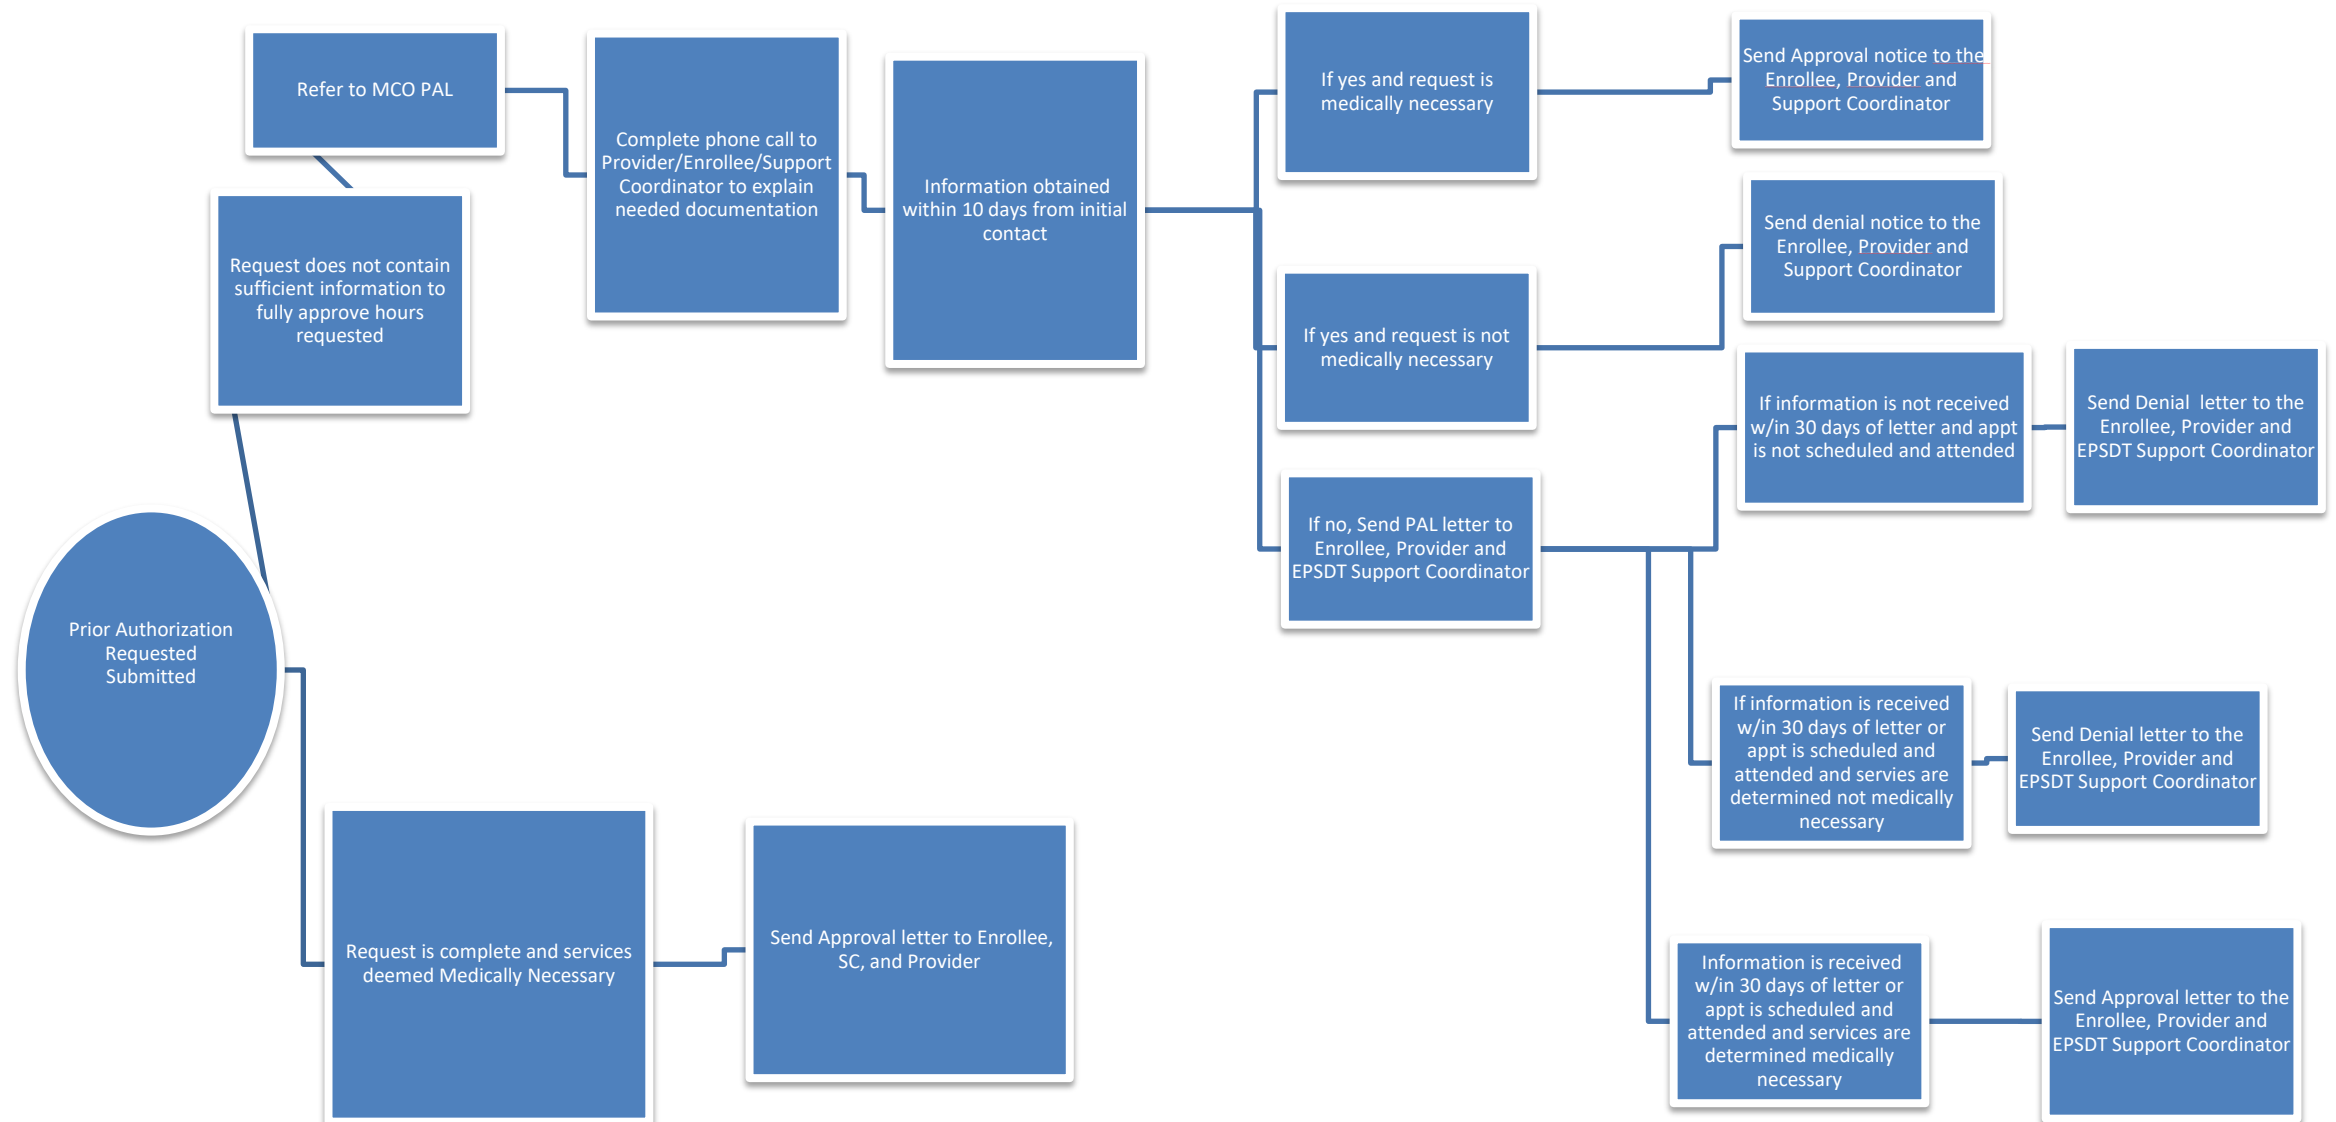 Refer to MCO PAL
Request does not contain
sufficient information to
fully approve hours
requested
Prior Authorization
Requested
Submitted
Complete phone call to
Provider/Enrollee/Support
Coordinator to explain
needed documentation
Information obtained
within 10 days from initial
contact
If yes and request is
medically necessary
Send Approval notice to the
Enrollee, Provider and
Support Coordinator
If yes and request is not
medically necessary
Send denial notice to the
Enrollee, Provider and
Support Coordinator
If no, Send PAL letter to
Enrollee, Provider and
EPSDT Support Coordinator
If information is not received
w/in 30 days of letter and appt
is not scheduled and attended
Send Denial  letter to the
Enrollee, Provider and
EPSDT Support Coordinator
If information is received
w/in 30 days of letter or
appt is scheduled and
attended and servies are
determined not medically
necessary
Send Denial letter to the
Enrollee, Provider and
EPSDT Support Coordinator
Information is received
w/in 30 days of letter or
appt is scheduled and
attended and services are
determined medically
necessary
Send Approval letter to the
Enrollee, Provider and
EPSDT Support Coordinator
Request is complete and services
deemed Medically Necessary
Send Approval letter to Enrollee,
SC, and Provider